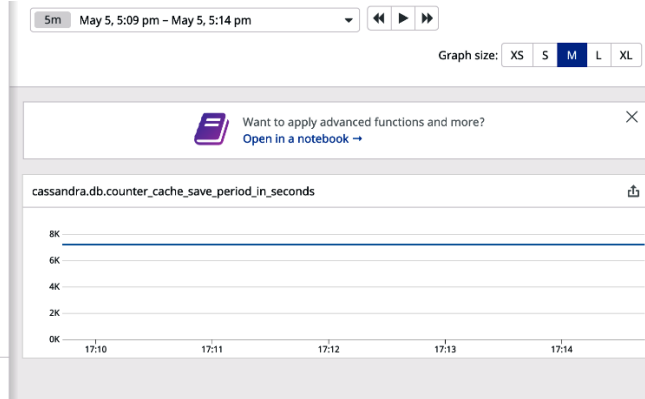 5m May 5, 5:09 pm – May 5, 5:14 pm
Graph size: XS S M L XL
Want to apply advanced functions and more?
Open in a notebook →
cassandra.db.counter_cache_save_period_in_seconds
8K
6K
4K
2K
0K
17:10 17:11 17:12 17:13 17:14